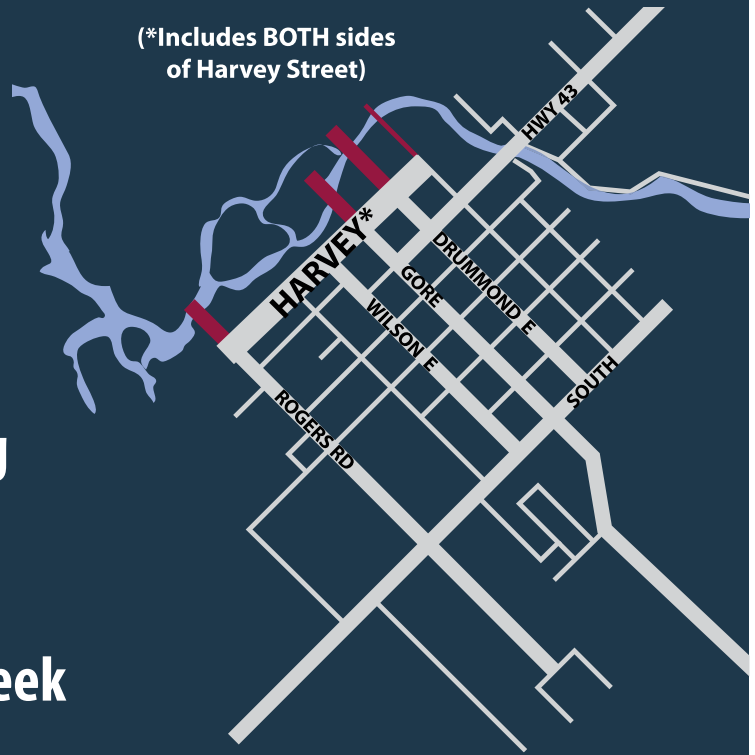 (*Includes BOTH sides
of Harvey Street)
HWY 43
HARVEY*
DRUMMOND E
GORE
WILSON E
SOUTH
ROGERS RD
g
eek